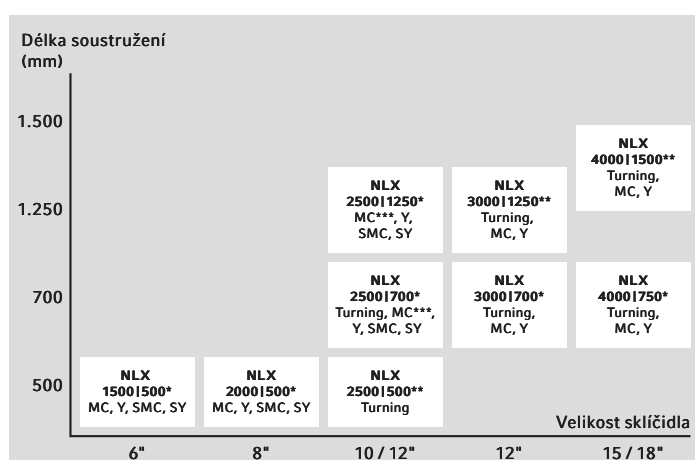 Délka soustružení
(mm)
1.500
NLX
4000|1500**
Turning,
MC, Y
1.250
NLX
2500|1250*
MC***, Y,
SMC, SY
NLX
3000|1250**
Turning,
MC, Y
700
NLX
2500|700*
Turning, MC***,
Y, SMC, SY
NLX
3000|700*
Turning,
MC, Y
NLX
4000|750*
Turning,
MC, Y
500
NLX
1500|500*
MC, Y, SMC, SY
NLX
2000|500*
MC, Y, SMC, SY
NLX
2500|500**
Turning
Velikost sklíčidla
6"
8"
10 / 12"
12"
15 / 18"